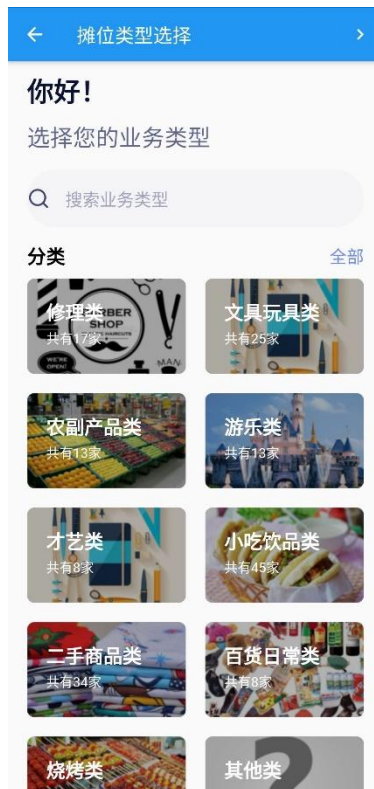 摊位类型选择
你好！
选择您的业务类型
搜索业务类型
分类
全部
修理类
共有17家
BARBER
SHOP
WE'RE
OPEN!
文具玩具类
共有25家
农副产品类
共有13家
游乐类
共有13家
才艺类
共有8家
小吃饮品类
共有45家
二手商品类
共有34家
百货日常类
共有8家
烧烤类
其他类